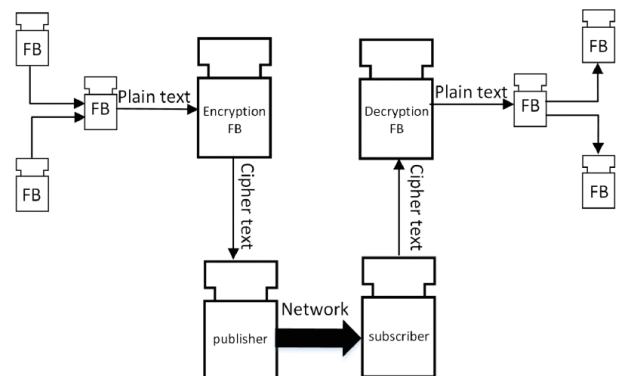 FB
FB
Plain text
Encryption
FB
Decryption
FB
Plain text
FB
FB
FB
FB
Cipher text
Cipher text
publisher
Network
subscriber